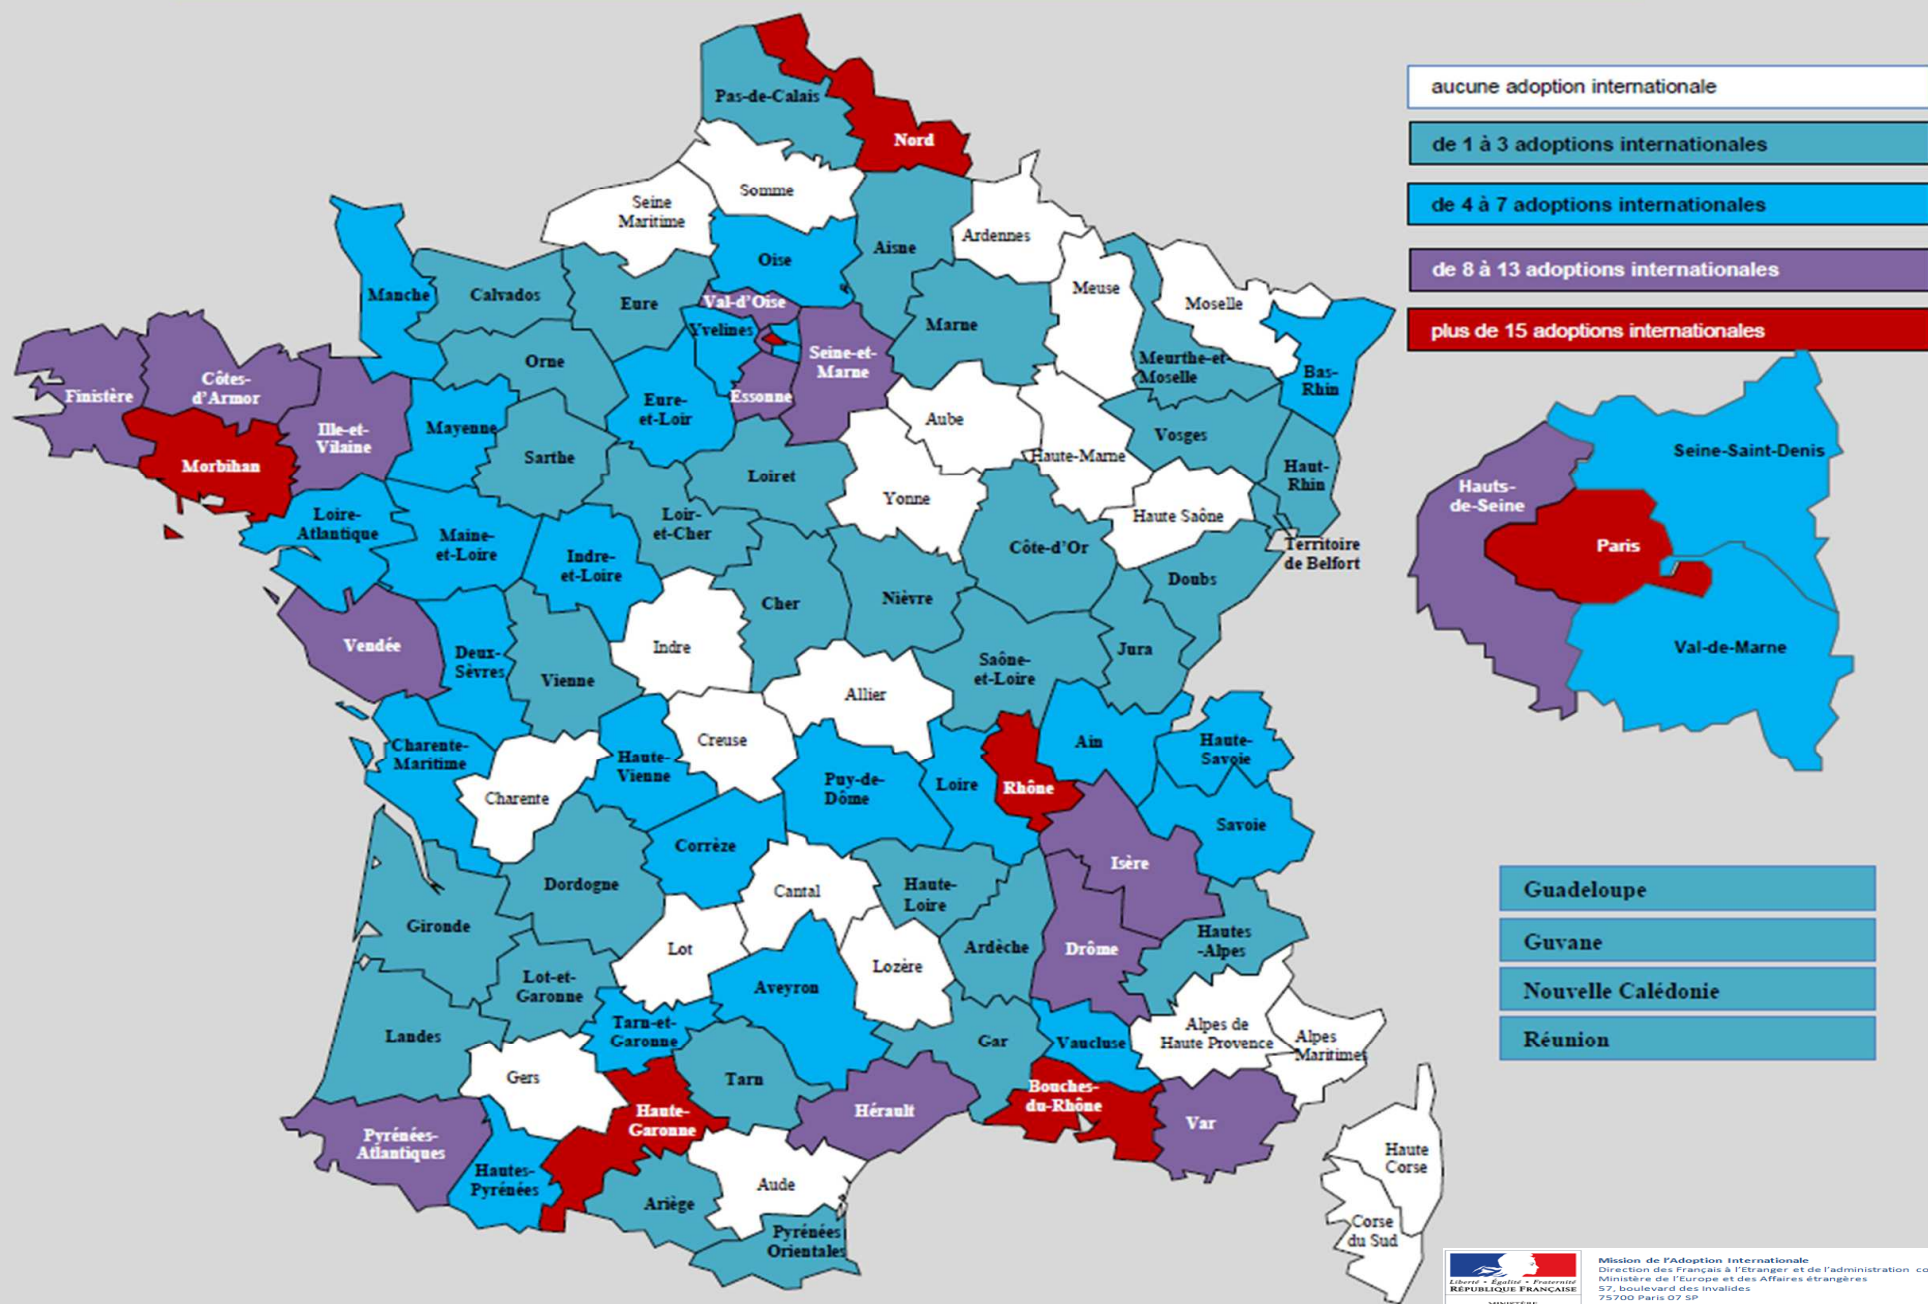 aucune adoption internationale
de 1 à 3 adoptions internationales
de 4 à 7 adoptions internationales
de 8 à 13 adoptions internationales
plus de 15 adoptions internationales
Pas-de-Calais
Nord
Somme
Seine
Maritime
Ardennes
Aisne
Oise
Meuse
Moselle
Manche
Calvados
Eure
Val-d'Oise
Marne
Yvelines
Orne
Seine-et-
Marne
Meurthe-et-
Moselle
Bas-
Rhin
Finistère
Côtes-
d'Armor
Essonne
Eure-
et-Loir
Aube
Mayenne
Ille-et-
Vilaine
Vosges
Morbihan
Sarthe
Haute-Marne
Loiret
Haut-
Rhin
Yonne
Loire-
Atlantique
Loir-
et-Cher
Haute Saône
Maine-
et-Loire
Côte-d'Or
Territoire
de Belfort
Indre-
et-Loire
Doubs
Cher
Nièvre
Vendée
Indre
Jura
Deux-
Sèvres
Saône-
et-Loire
Vienne
Allier
Creuse
Ain
Haute-
Savoie
Charente-
Maritime
Haute-
Vienne
Puy-de-
Dôme
Loire
Rhône
Charente
Savoie
Corrèze
Isère
Dordogne
Cantal
Haute-
Loire
Gironde
Lot
Ardèche
Drôme
Hautes
-Alpes
Lozère
Lot-et-
Garonne
Aveyron
Landes
Tarn-et-
Garonne
Gar
Vaucluse
Alpes de
Haute Provence
Alpes
Maritimes
Gers
Tarn
Haute-
Garonne
Hérault
Bouches-
du-Rhône
Var
Pyrénées-
Atlantiques
Hautes-
Pyrénées
Aude
Ariège
Pyrénées
Orientales
Haute
Corse
Corse
du Sud
Seine-Saint-Denis
Hauts-
de-Seine
Paris
Val-de-Marne
Guadeloupe
Guyane
Nouvelle Calédonie
Réunion
Liberté • Égalité • Fraternité
RÉPUBLIQUE FRANÇAISE
Mission de l'Adoption Internationale
Direction des Français à l'Etranger et de l'administration co
Ministère de l'Europe et des Affaires étrangères
57, boulevard des Invalides
75700 Paris 07 SP